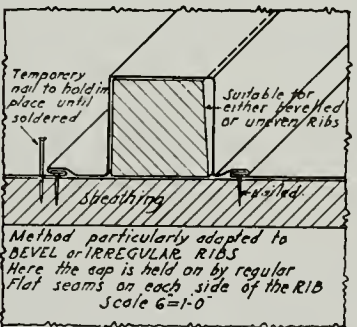 Temporery
nail to hold in
place until
soldered
Suitable for
either bevelled
or uneven Ribs
Sheathing
nailed.
Method particularly adapted to
BEVEL or IRREGULAR RIBS
Here the cap is held on by regular
Flat seams on each side of the RIB
Scale 6"=1'-0"